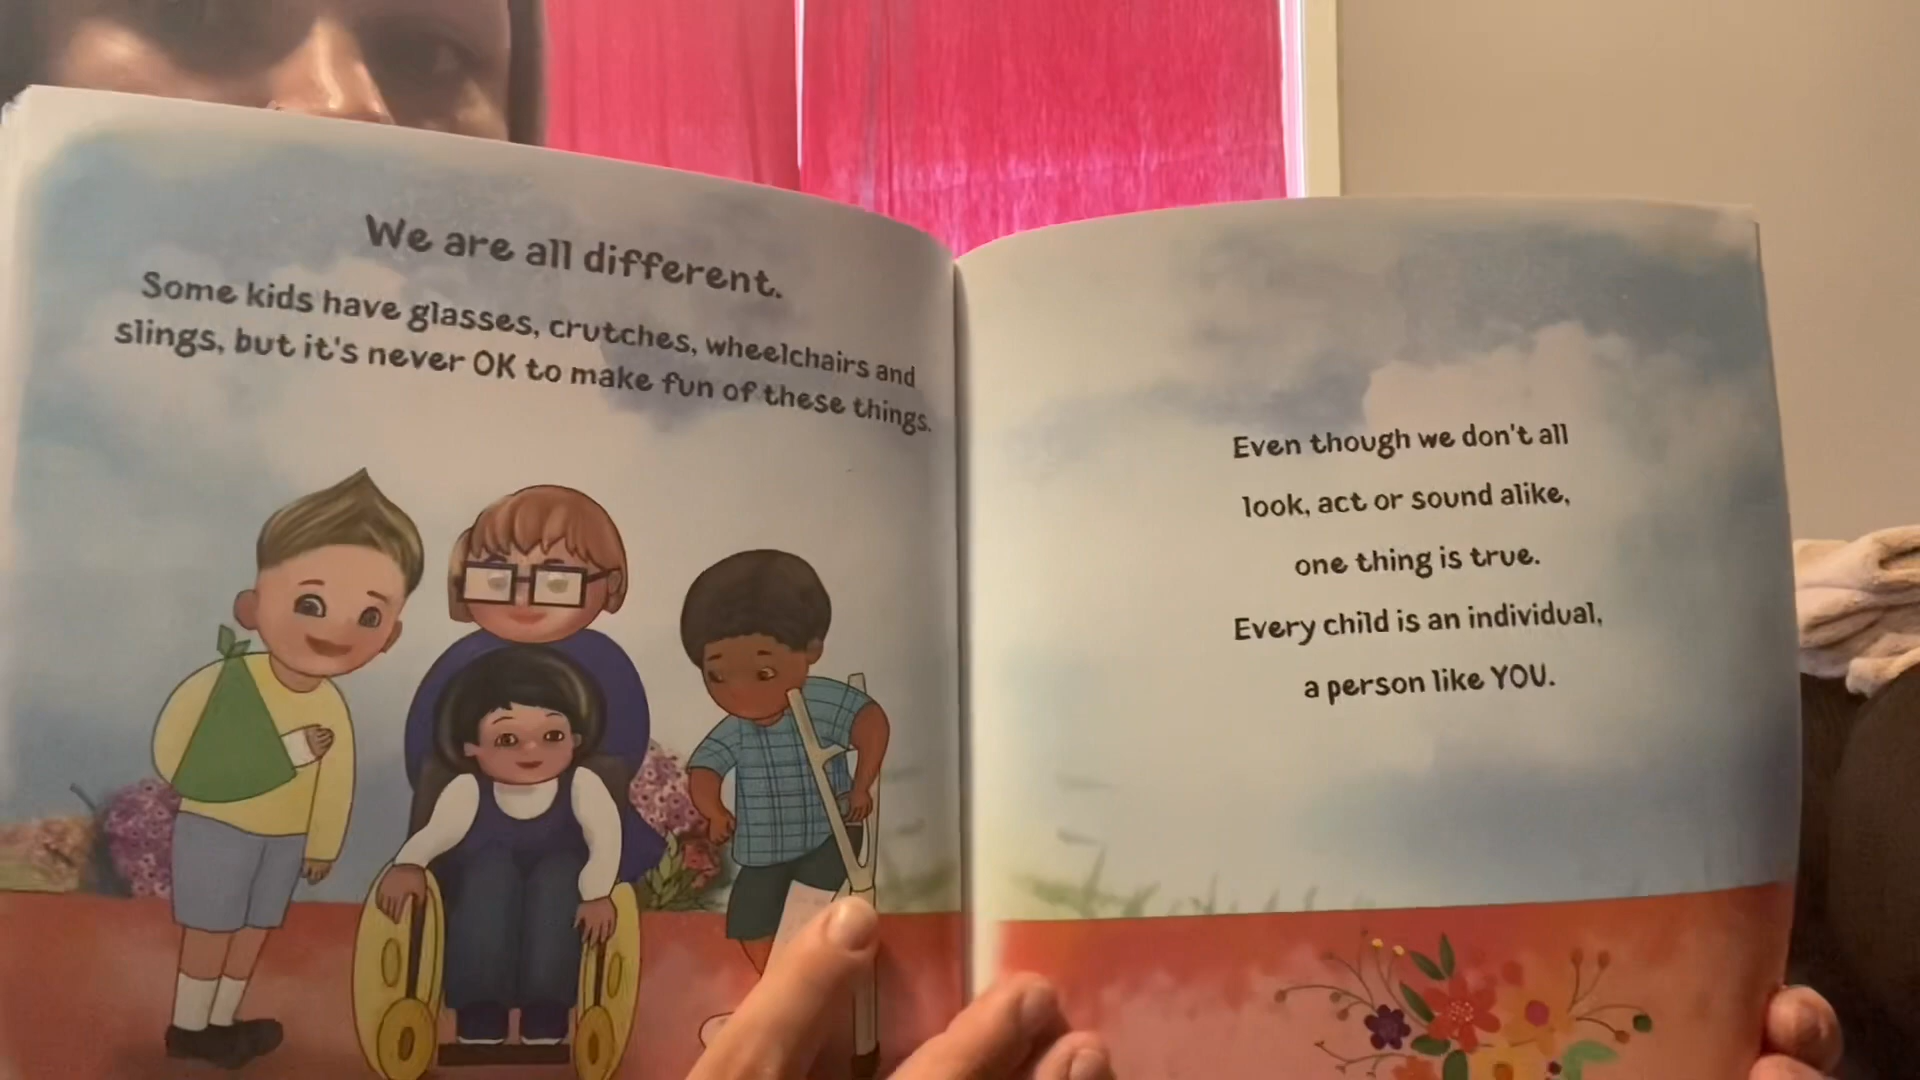 We are all different.
Some kids have glasses, crutches, wheelchairs and
slings, but it's never OK to make fun of these things.
Even though we don't all
look, act or sound alike,
one thing is true.
Every child is an individual,
a person like YOU.